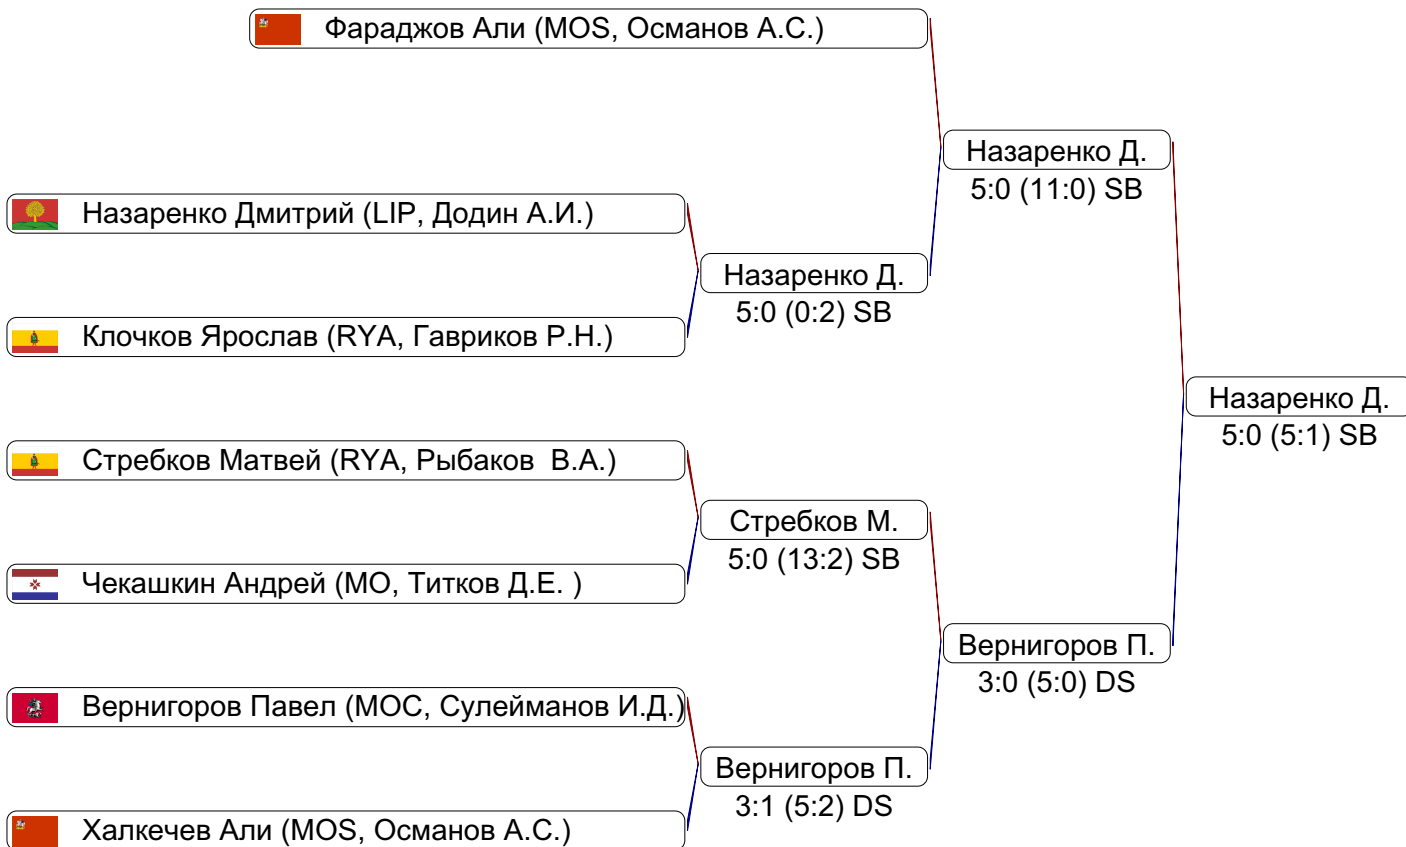 Фараджов Али (MOS, Османов А.С.)
Назаренко Д.
5:0 (11:0) SB
Назаренко Дмитрий (LIP, Додин А.И.)
Назаренко Д.
5:0 (0:2) SB
Клочков Ярослав (RYA, Гавриков Р.Н.)
Назаренко Д.
5:0 (5:1) SB
Стребков Матвей (RYA, Рыбаков  В.А.)
Стребков М.
5:0 (13:2) SB
Чекашкин Андрей (МО, Титков Д.Е. )
Вернигоров П.
3:0 (5:0) DS
Вернигоров Павел (МОС, Сулейманов И.Д.)
Вернигоров П.
3:1 (5:2) DS
Халкечев Али (MOS, Османов А.С.)